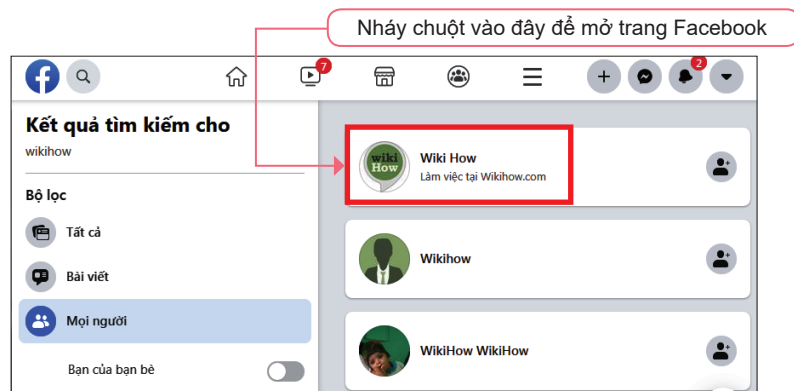 Nháy chuột vào đây để mở trang Facebook
7
2
Kết quả tìm kiếm cho
wikihow
Bộ lọc
Tất cả
Bài viết
Mọi người
Bạn của bạn bè
wiki
How
Wiki How
Làm việc tại Wikihow.com
Wikihow
WikiHow WikiHow